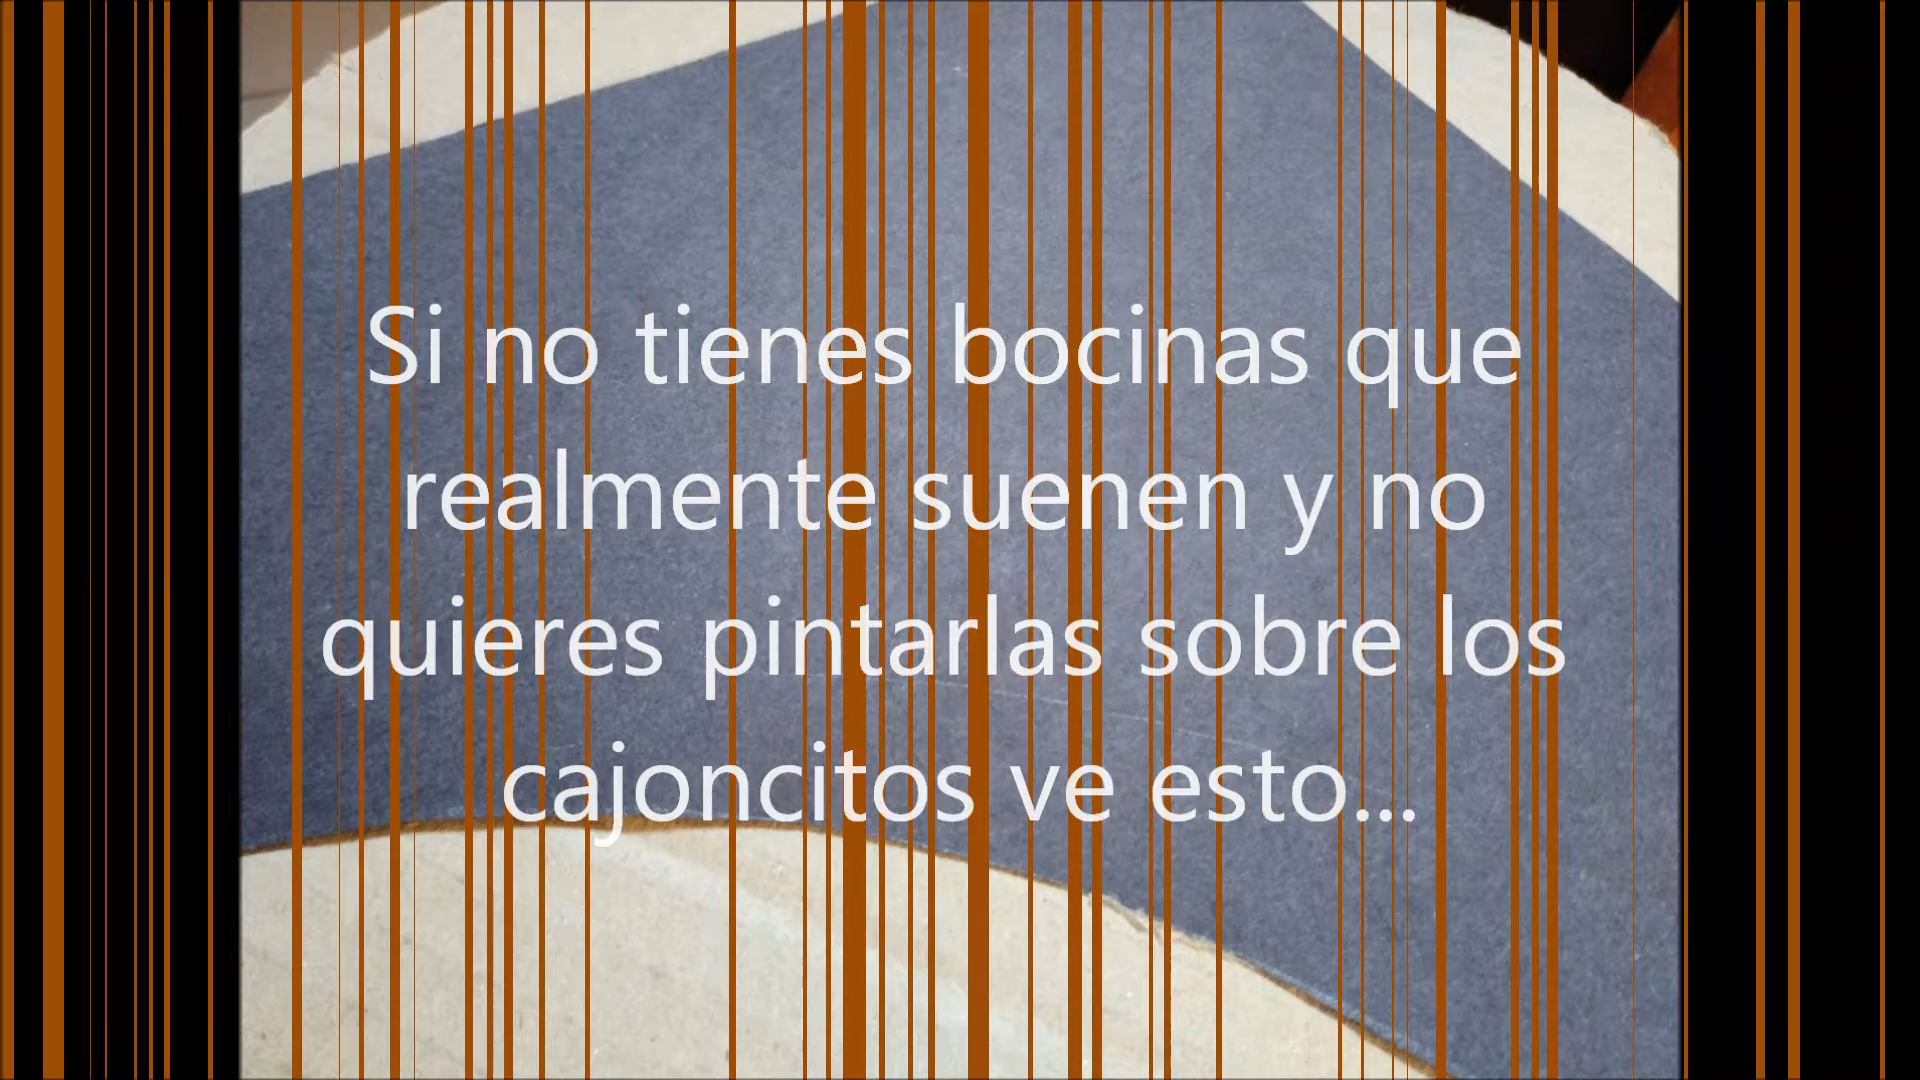 Si no tienes bocinas que
realmente suenen y no
quieres pintarlas sobre los
cajoncitos ve esto...